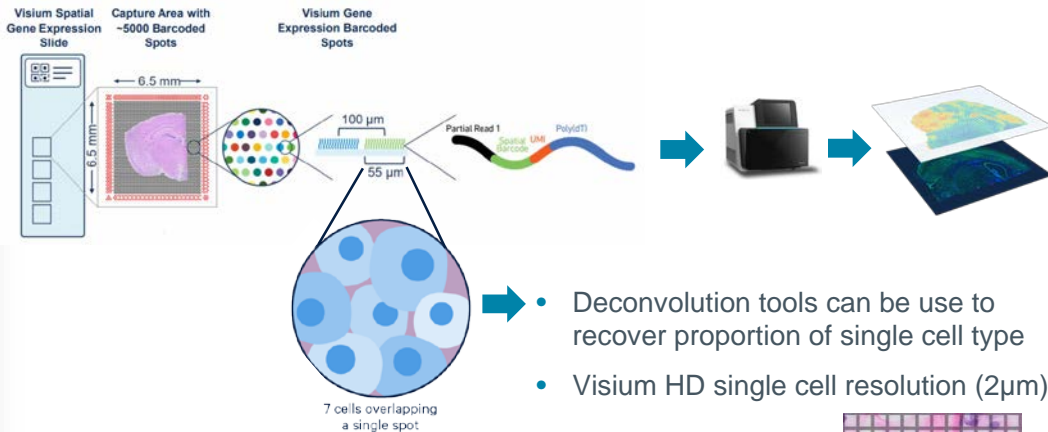 Visium Spatial
Gene Expression
Slide
Capture Area with
~5000 Barcoded
Spots
Visium Gene
Expression Barcoded
Spots
6.5 mm
6.5 mm
100 µm
55 µm
Partial Read 1
Spatial
Barcode
UMI
Poly(dT)
7 cells overlapping
a single spot
• Deconvolution tools can be use to
recover proportion of single cell type
• Visium HD single cell resolution (2µm)